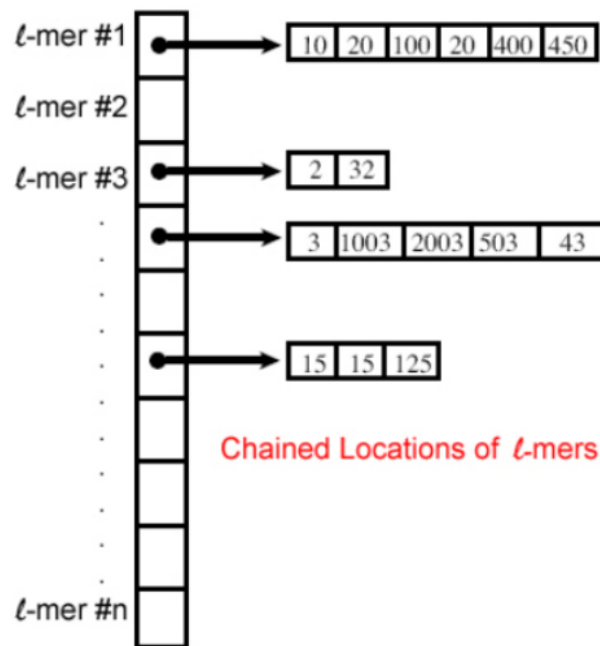 ℓ-mer #1
10 20 100 20 400 450
ℓ-mer #2
ℓ-mer #3
2 32
3 1003 2003 503 43
15 15 125
Chained Locations of ℓ-mers
ℓ-mer #n